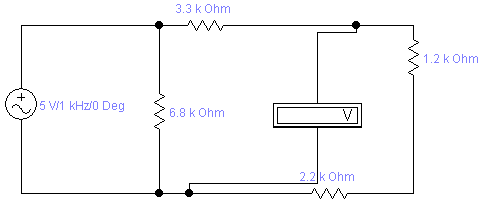 3.3 k Ohm
1.2 k Ohm
5 V/1 kHz/0 Deg
6.8 k Ohm
V
2.2 k Ohm